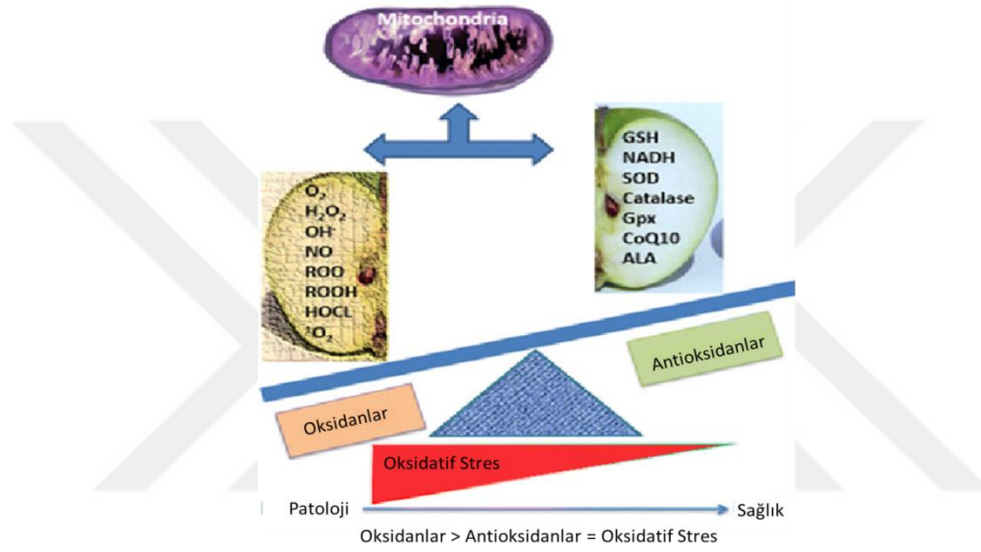 Mitochondria
GSH
NADH
SOD
Catalase
Gpx
CoQ10
ALA
O₂
H₂O₂
OH·
NO
ROO
ROOH
HOCL
¹O₂
Antioksidanlar
Oksidanlar
Oksidatif Stres
Patoloji
Sağlık
Oksidanlar > Antioksidanlar = Oksidatif Stres